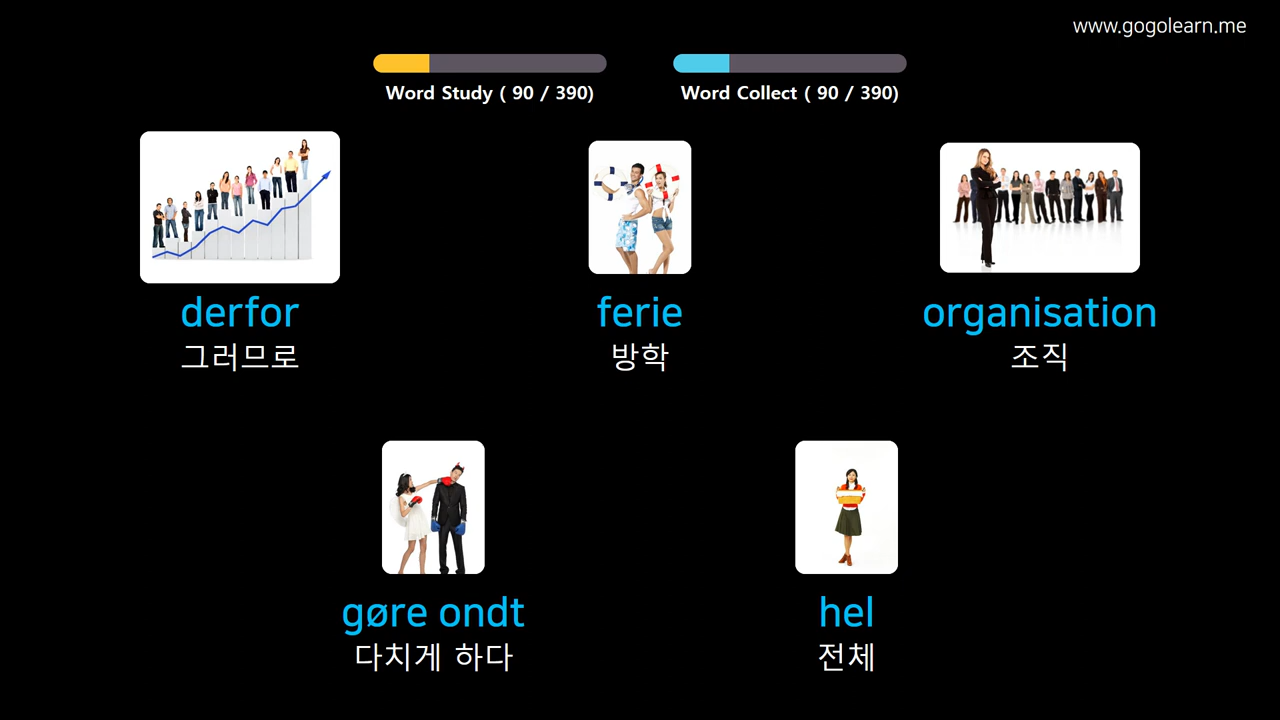 www.gogolearn.me
Word Study ( 90 / 390)
Word Collect ( 90 / 390)
derfor
그러므로
ferie
방학
organisation
조직
gøre ondt
다치게 하다
hel
전체